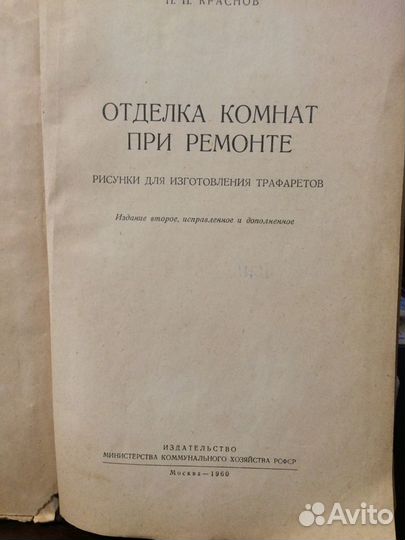 КРАСНОВ
ОТДЕЛКА КОМНАТ
ПРИ РЕМОНТЕ
РИСУНКИ ДЛЯ ИЗГОТОВЛЕНИЯ ТРАФАРЕТОВ
Издание второе, исправленное и дополненное
ИЗДАТЕЛЬСТВО
МИНИСТЕРСТВА КОММУНАЛЬНОГО ХОЗЯЙСТВА РСФСР
Москва—1960
Avito